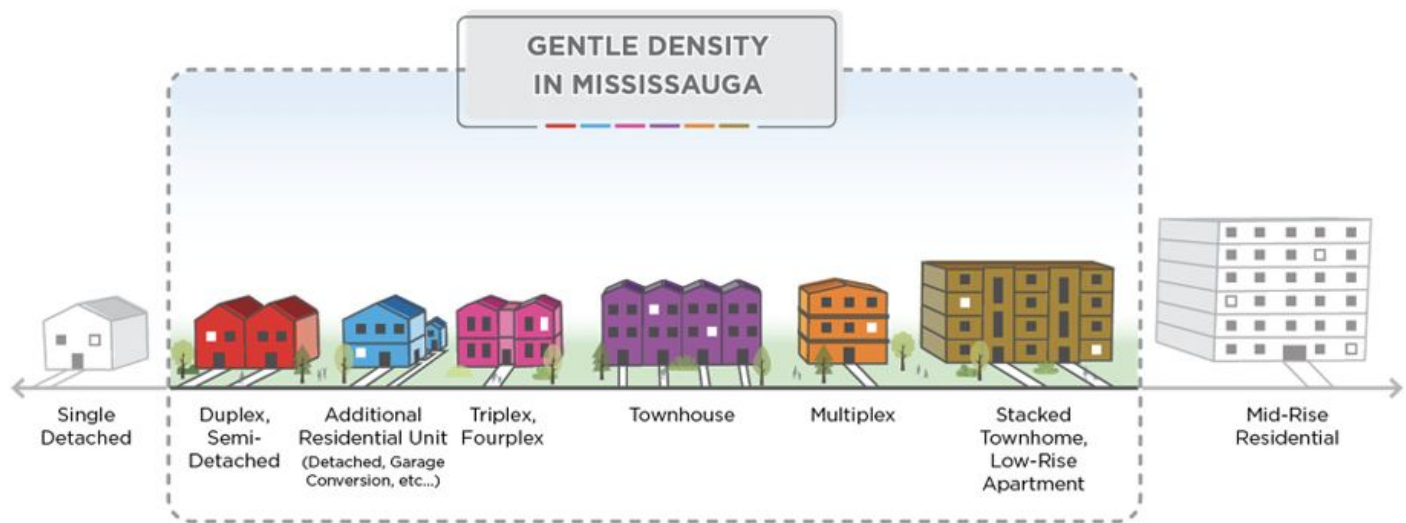 GENTLE DENSITY
IN MISSISSAUGA
Single
Detached
Duplex,
Semi-
Detached
Additional
Residential Unit
(Detached, Garage
Conversion, etc...)
Triplex,
Fourplex
Townhouse
Multiplex
Stacked
Townhome,
Low-Rise
Apartment
Mid-Rise
Residential